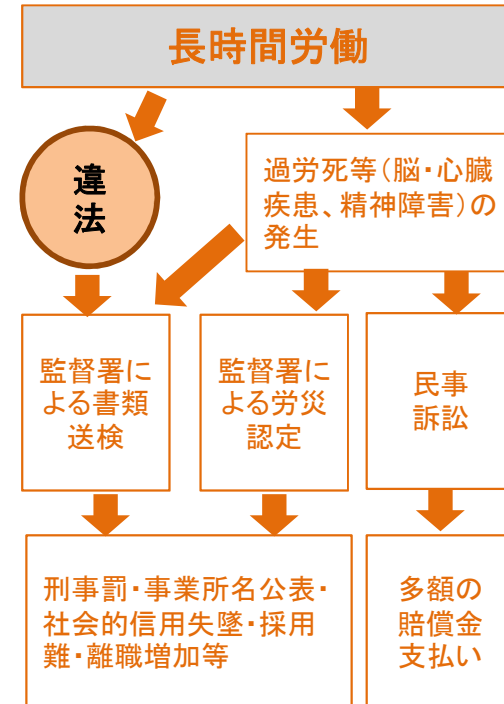 長時間労働
違
法
過労死等(脳・心臓
疾患、精神障害)の
発生
監督署に
よる書類
送検
監督署に
よる労災
認定
民事
訴訟
刑事罰・事業所名公表・
社会的信用失墜・採用
難・離職増加等
多額の
賠償金
支払い